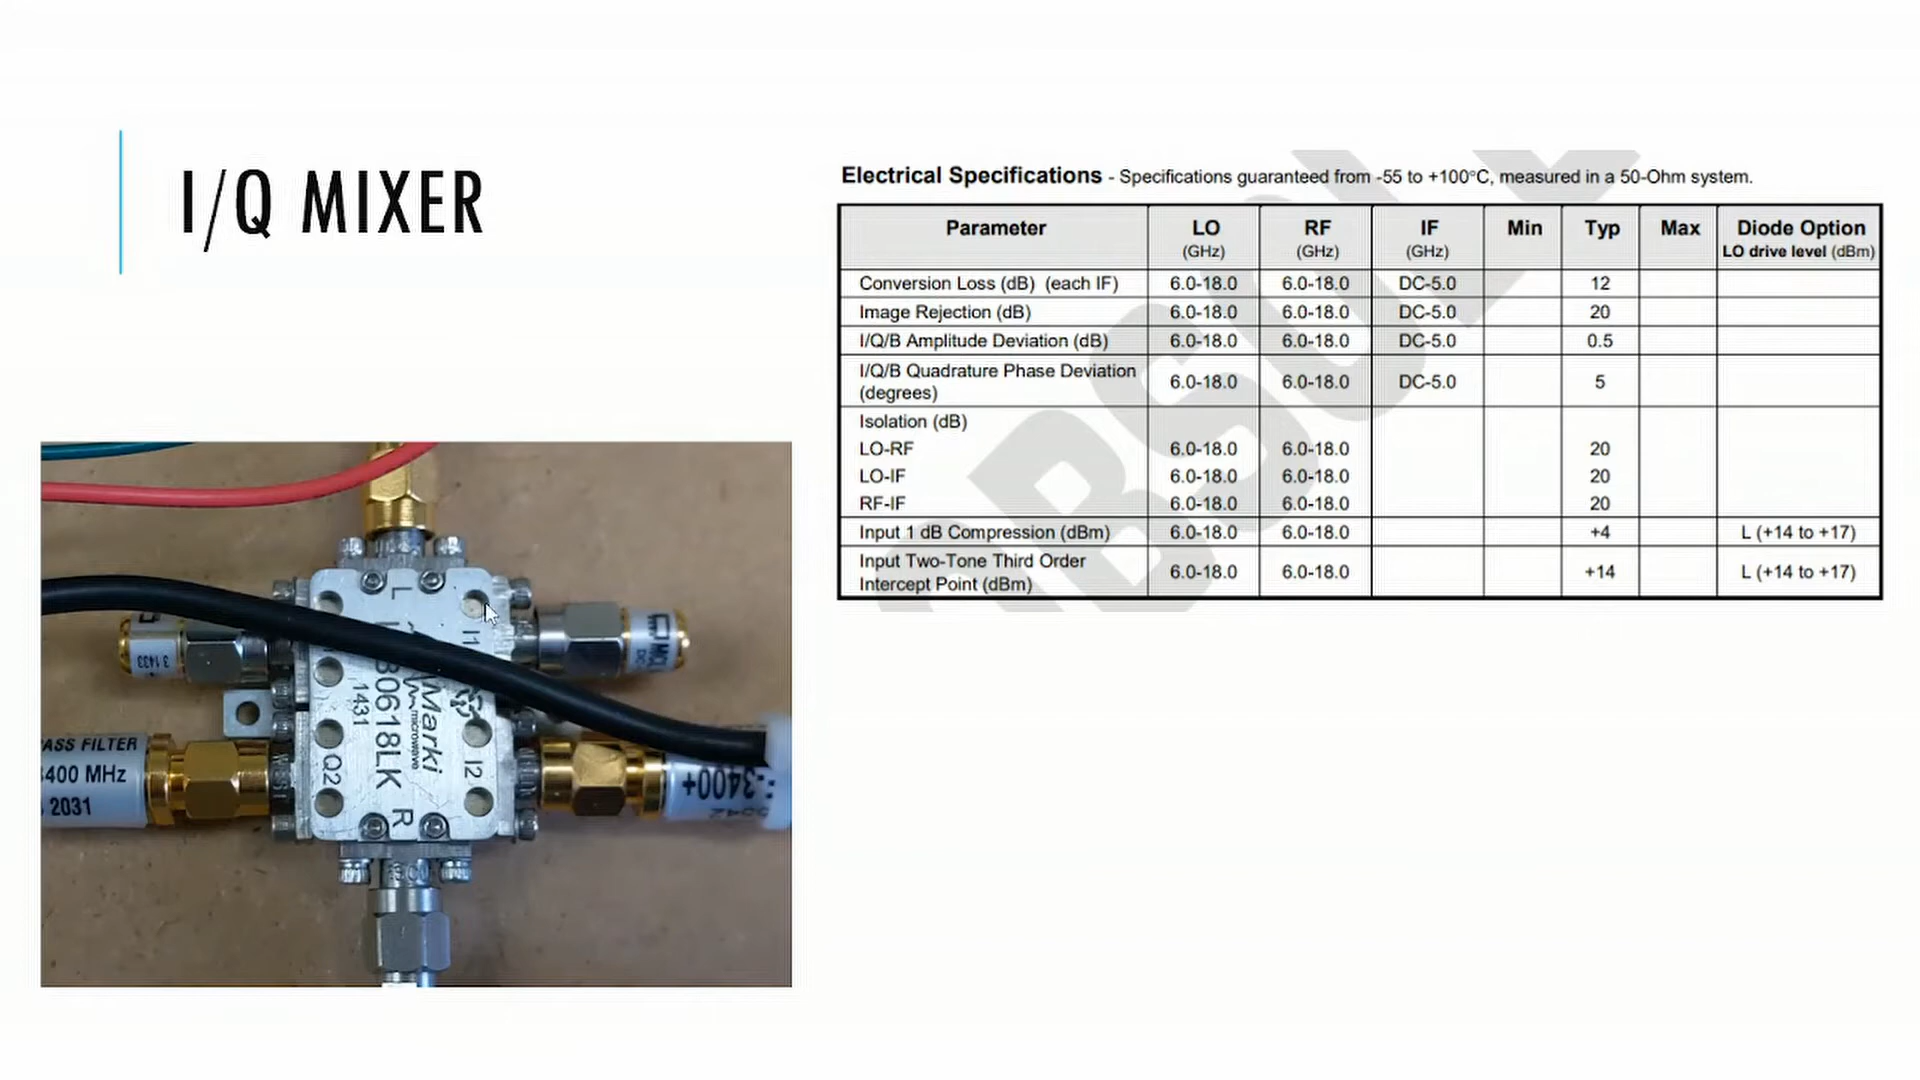 I/Q MIXER
Electrical Specifications - Specifications guaranteed from -55 to +100°C, measured in a 50-Ohm system.
Parameter LO (GHz) RF (GHz) IF (GHz) Min Typ Max Diode Option LO drive level (dBm)
Conversion Loss (dB) (each IF) 6.0-18.0 6.0-18.0 DC-5.0 12
Image Rejection (dB) 6.0-18.0 6.0-18.0 DC-5.0 20
I/Q/B Amplitude Deviation (dB) 6.0-18.0 6.0-18.0 DC-5.0 0.5
I/Q/B Quadrature Phase Deviation (degrees) 6.0-18.0 6.0-18.0 DC-5.0 5
Isolation (dB)
LO-RF 6.0-18.0 6.0-18.0 20
LO-IF 6.0-18.0 6.0-18.0 20
RF-IF 6.0-18.0 6.0-18.0 20
Input 1 dB Compression (dBm) 6.0-18.0 6.0-18.0 +4 L (+14 to +17)
Input Two-Tone Third Order Intercept Point (dBm) 6.0-18.0 6.0-18.0 +14 L (+14 to +17)
L
I1
B0618LK
1431
Marki
microwave
Q2
I2
R
ASS FILTER
400 MHz
2031
3 1433
-3400+